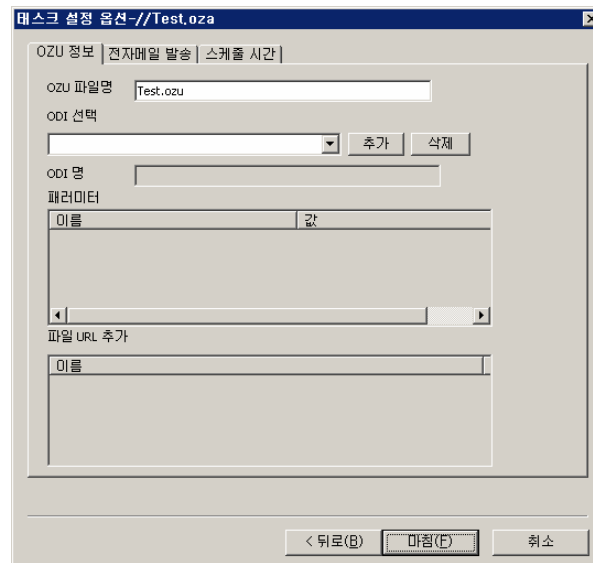 태스크 설정 옵션-//Test.oza
OZU 정보 전자메일 발송 스케줄 시간
OZU 파일명 Test.ozu
ODI 선택
추가 삭제
ODI 명
패러미터
이름 값
파일 URL 추가
이름
< 뒤로(B) 마침(F) 취소